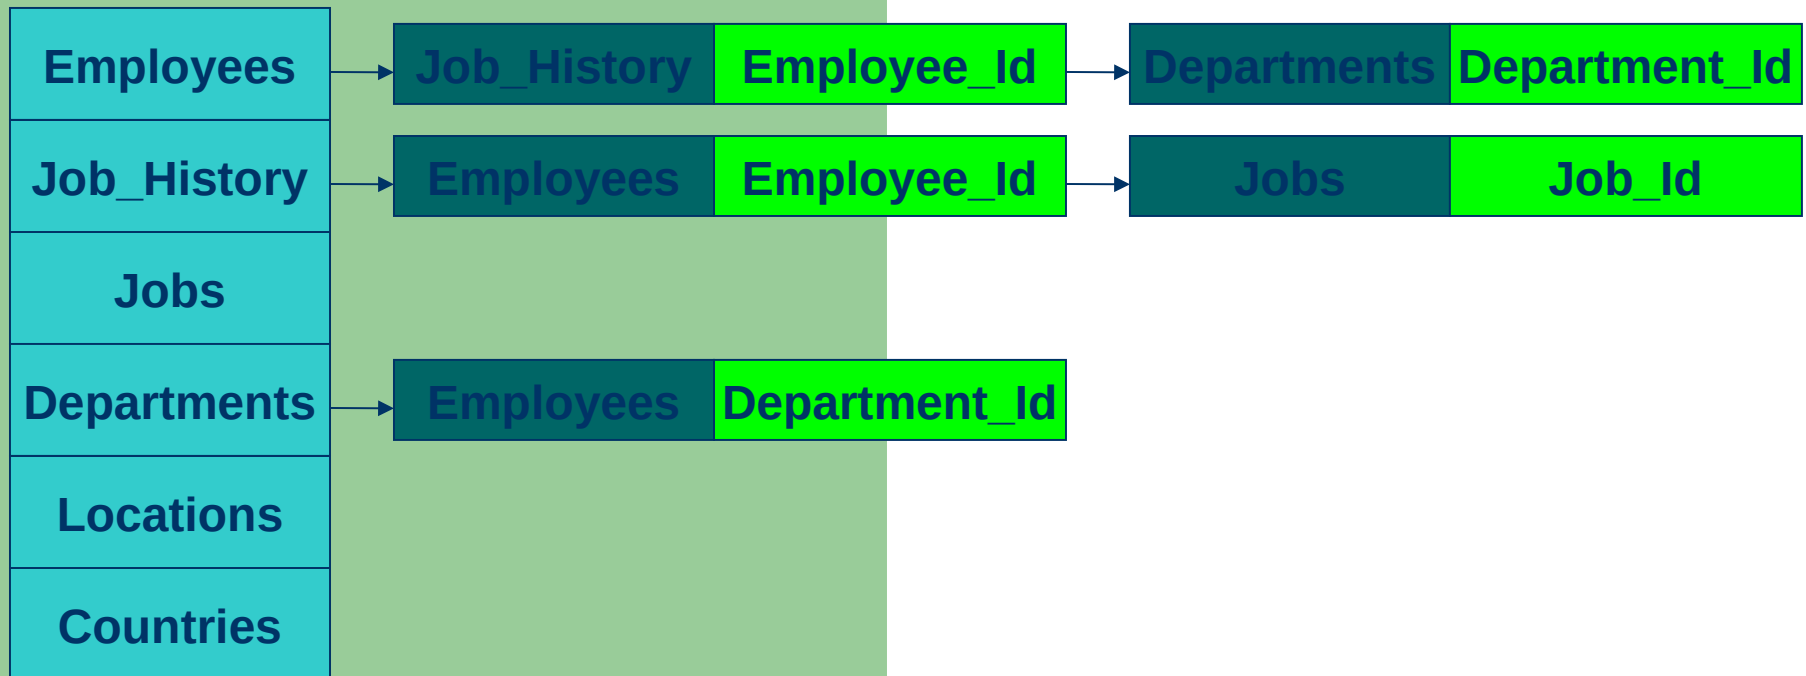 Employees Job_History Employee_Id Departments Department_Id
Job_History Employees Employee_Id Jobs Job_Id
Jobs
Departments Employees Department_Id
Locations
Countries